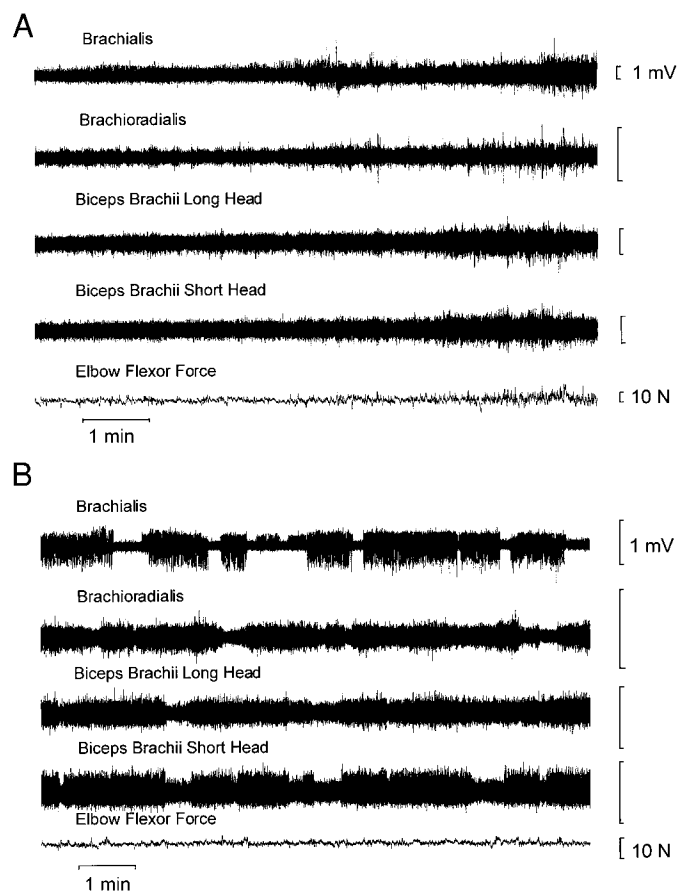 A
Brachialis
1 mV
Brachioradialis
Biceps Brachii Long Head
Biceps Brachii Short Head
Elbow Flexor Force
10 N
1 min
B
Brachialis
1 mV
Brachioradialis
Biceps Brachii Long Head
Biceps Brachii Short Head
Elbow Flexor Force
10 N
1 min